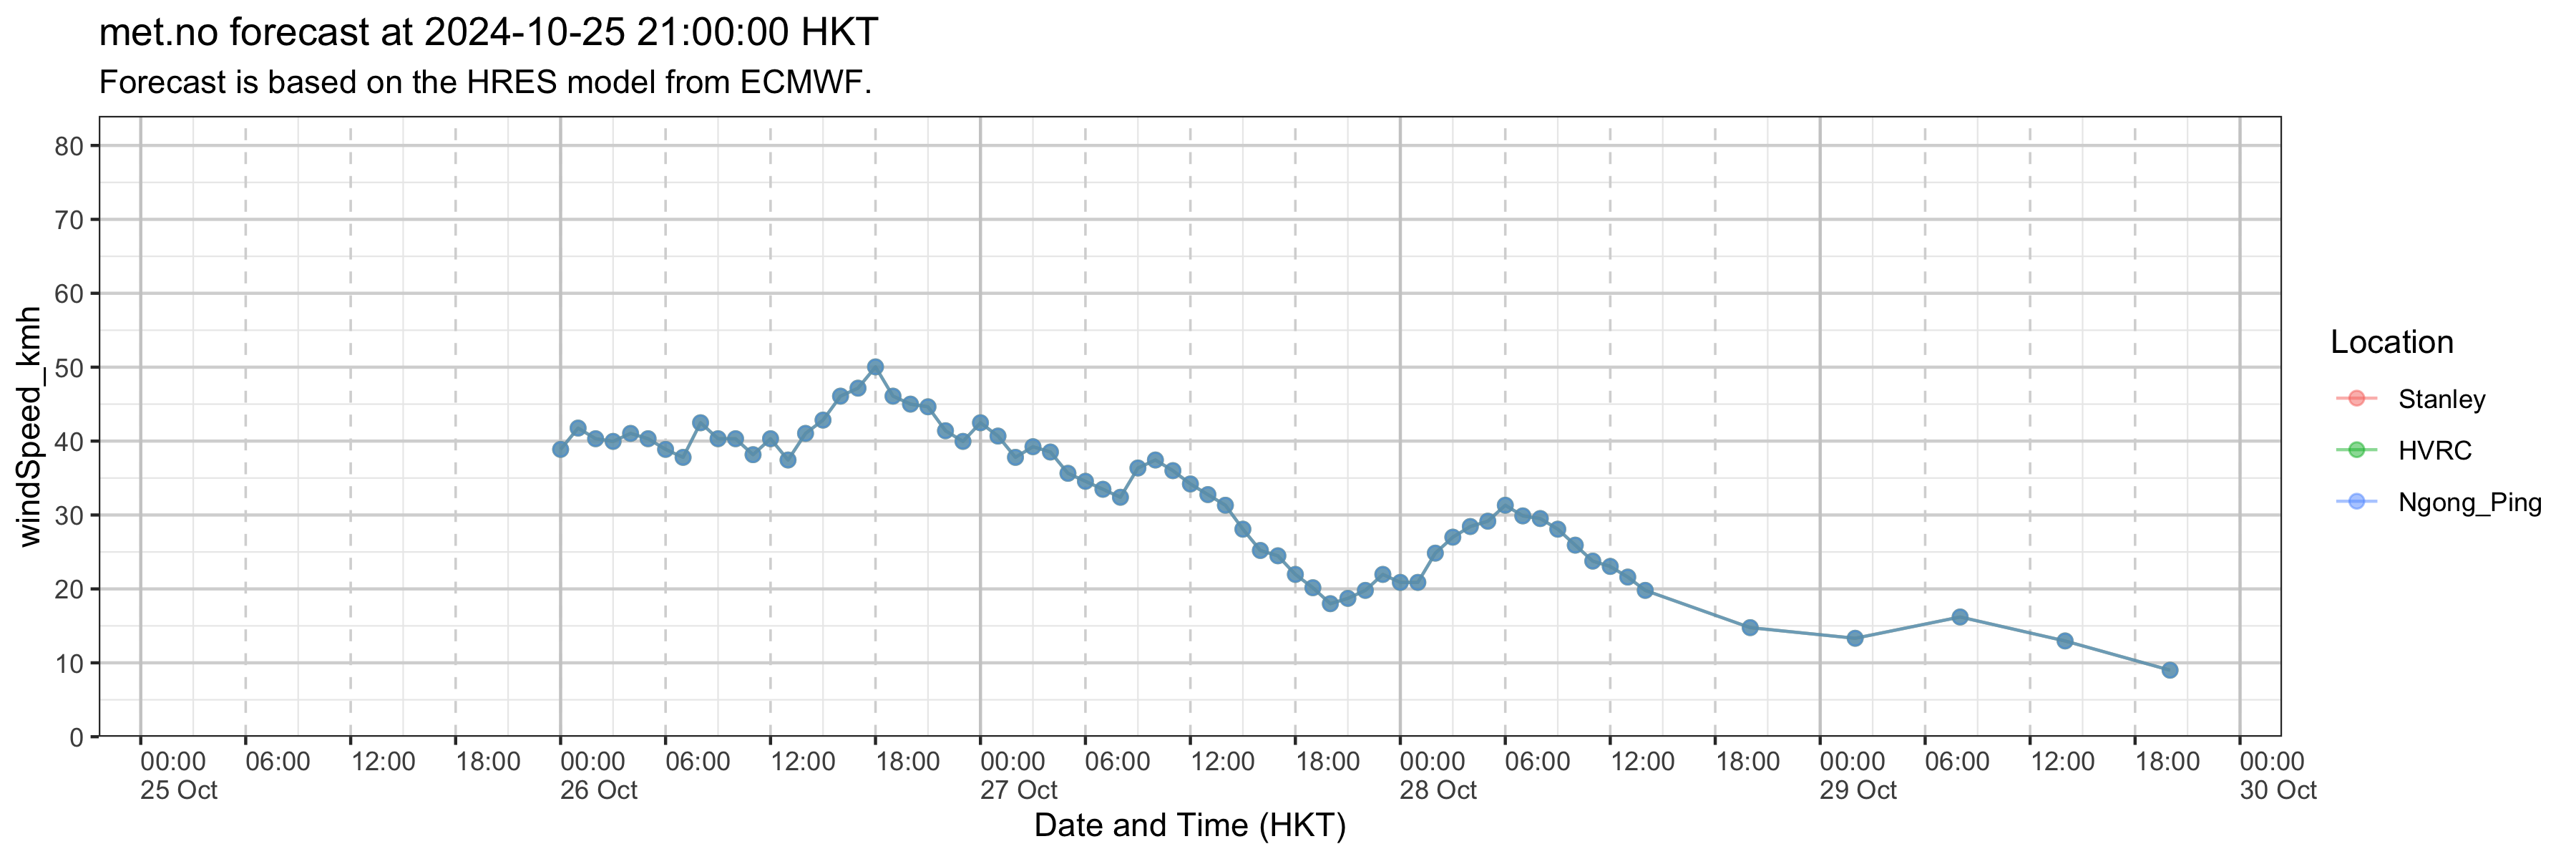 met.no forecast at 2024-10-25 21:00:00 HKT
Forecast is based on the HRES model from ECMWF.
80
70
60
50
40
30
20
10
0
windSpeed_kmh
00:00 06:00 12:00 18:00 00:00 06:00 12:00 18:00 00:00 06:00 12:00 18:00 00:00 06:00 12:00 18:00 00:00 06:00 12:00 18:00 00:00
25 Oct 26 Oct 27 Oct 28 Oct 29 Oct 30 Oct
Date and Time (HKT)
Location
Stanley
HVRC
Ngong_Ping